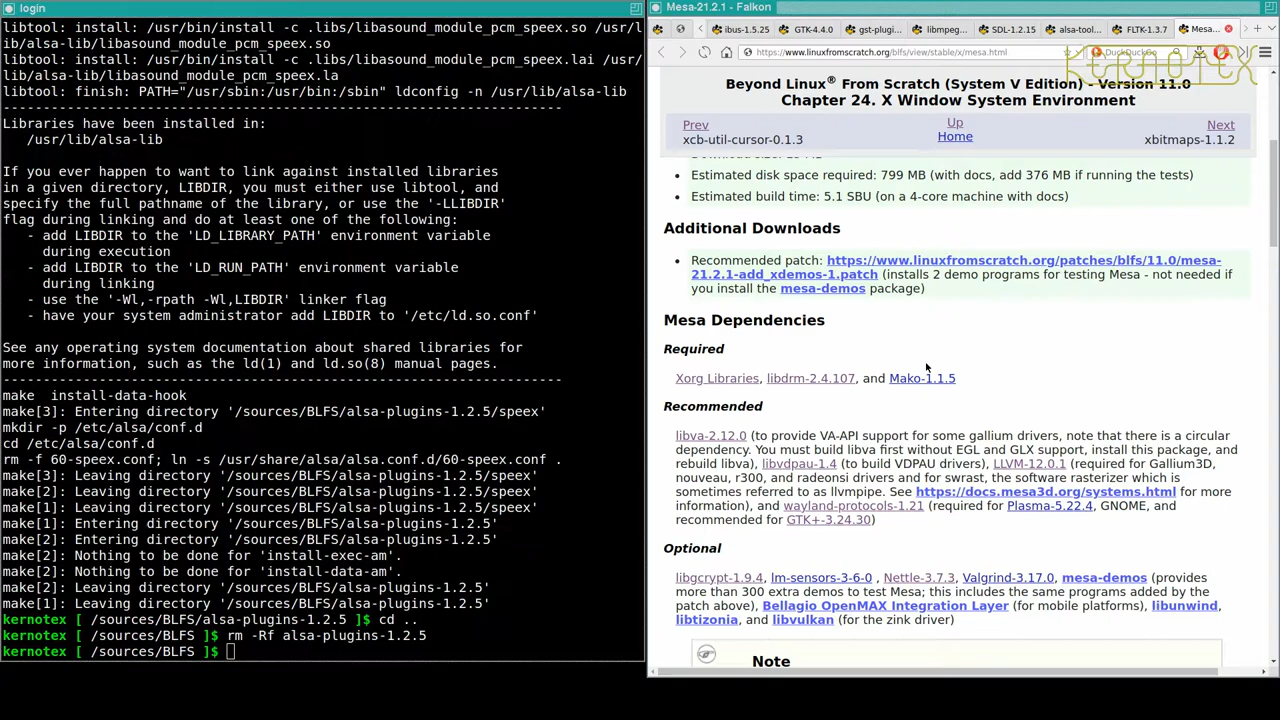 login
libtool: install: /usr/bin/install -c .libs/libasound_module_pcm_speex.so /usr/l
ib/alsa-lib/libasound_module_pcm_speex.so
libtool: install: /usr/bin/install -c .libs/libasound_module_pcm_speex.lai /usr/
lib/alsa-lib/libasound_module_pcm_speex.la
libtool: finish: PATH="/usr/sbin:/usr/bin:/sbin" ldconfig -n /usr/lib/alsa-lib
----------------------------------------------------------------------
Libraries have been installed in:
   /usr/lib/alsa-lib

If you ever happen to want to link against installed libraries
in a given directory, LIBDIR, you must either use libtool, and
specify the full pathname of the library, or use the '-LLIBDIR'
flag during linking and do at least one of the following:
   - add LIBDIR to the 'LD_LIBRARY_PATH' environment variable
     during execution
   - add LIBDIR to the 'LD_RUN_PATH' environment variable
     during linking
   - use the '-Wl,-rpath -Wl,LIBDIR' linker flag
   - have your system administrator add LIBDIR to '/etc/ld.so.conf'

See any operating system documentation about shared libraries for
more information, such as the ld(1) and ld.so(8) manual pages.
----------------------------------------------------------------------
make  install-data-hook
make[3]: Entering directory '/sources/BLFS/alsa-plugins-1.2.5/speex'
mkdir -p /etc/alsa/conf.d
cd /etc/alsa/conf.d
rm -f 60-speex.conf; ln -s /usr/share/alsa/alsa.conf.d/60-speex.conf .
make[3]: Leaving directory '/sources/BLFS/alsa-plugins-1.2.5/speex'
make[2]: Leaving directory '/sources/BLFS/alsa-plugins-1.2.5/speex'
make[1]: Leaving directory '/sources/BLFS/alsa-plugins-1.2.5/speex'
make[1]: Entering directory '/sources/BLFS/alsa-plugins-1.2.5'
make[2]: Entering directory '/sources/BLFS/alsa-plugins-1.2.5'
make[2]: Nothing to be done for 'install-exec-am'.
make[2]: Nothing to be done for 'install-data-am'.
make[2]: Leaving directory '/sources/BLFS/alsa-plugins-1.2.5'
make[1]: Leaving directory '/sources/BLFS/alsa-plugins-1.2.5'
kernotex [ /sources/BLFS/alsa-plugins-1.2.5 ]$ cd ..
kernotex [ /sources/BLFS ]$ rm -Rf alsa-plugins-1.2.5
kernotex [ /sources/BLFS ]$
Mesa-21.2.1 - Falkon
ibus-1.5.25 GTK-4.4.0 gst-plugi... libmpeg... SDL-1.2.15 alsa-tool... FLTK-1.3.7 Mesa...
https://www.linuxfromscratch.org/blfs/view/stable/x/mesa.html DuckDuckGo
KERNOTEX
Beyond Linux® From Scratch (System V Edition) - Version 11.0
Chapter 24. X Window System Environment
Prev Up Next
xcb-util-cursor-0.1.3 Home xbitmaps-1.1.2
Estimated disk space required: 799 MB (with docs, add 376 MB if running the tests)
Estimated build time: 5.1 SBU (on a 4-core machine with docs)
Additional Downloads
Recommended patch: https://www.linuxfromscratch.org/patches/blfs/11.0/mesa-
21.2.1-add_xdemos-1.patch (installs 2 demo programs for testing Mesa - not needed if
you install the mesa-demos package)
Mesa Dependencies
Required
Xorg Libraries, libdrm-2.4.107, and Mako-1.1.5
Recommended
libva-2.12.0 (to provide VA-API support for some gallium drivers, note that there is a circular
dependency. You must build libva first without EGL and GLX support, install this package, and
rebuild libva), libvdpau-1.4 (to build VDPAU drivers), LLVM-12.0.1 (required for Gallium3D,
nouveau, r300, and radeonsi drivers and for swrast, the software rasterizer which is
sometimes referred to as llvmpipe. See https://docs.mesa3d.org/systems.html for more
information), and wayland-protocols-1.21 (required for Plasma-5.22.4, GNOME, and
recommended for GTK+-3.24.30)
Optional
libgcrypt-1.9.4, lm-sensors-3-6-0 , Nettle-3.7.3, Valgrind-3.17.0, mesa-demos (provides
more than 300 extra demos to test Mesa; this includes the same programs added by the
patch above), Bellagio OpenMAX Integration Layer (for mobile platforms), libunwind,
libtizonia, and libvulkan (for the zink driver)
Note